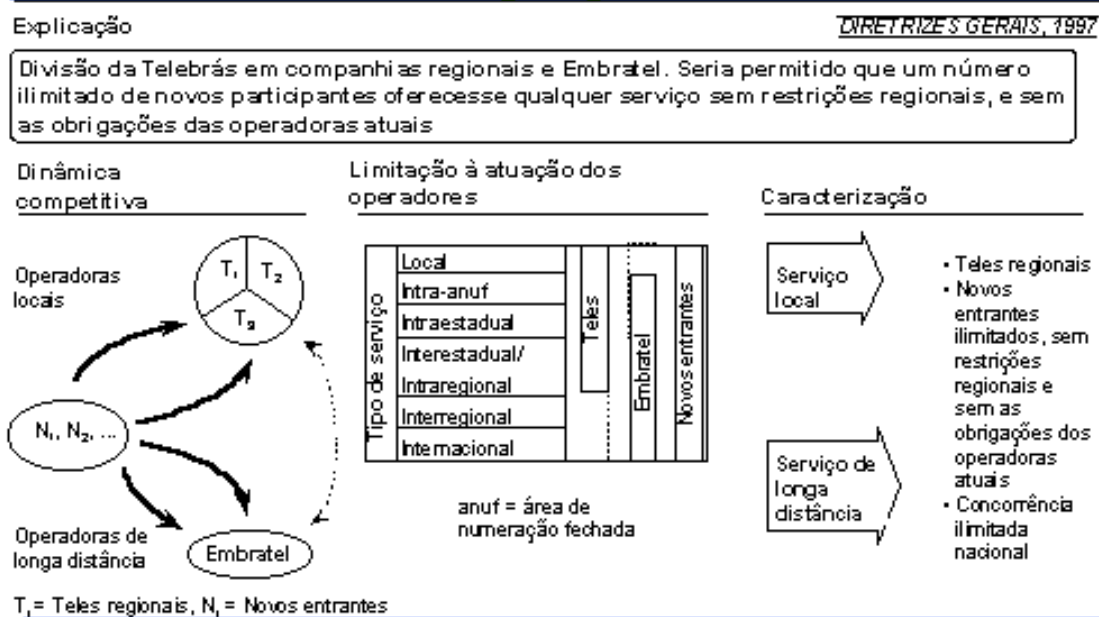 Explicação
DIRETRIZES GERAIS, 1997
Divisão da Telebrás em companhias regionais e Embratel. Seria permitido que um número
ilimitado de novos participantes oferecesse qualquer serviço sem restrições regionais, e sem
as obrigações das operadoras atuais
Dinâmica
competitiva
Operadoras
locais
T₁ T₂
T₃
N₁, N₂, ...
Operadoras de
longa distância
Embratel
Limitação à atuação dos
operadores
Tipo de serviço
Local
Intra-anuf
Intraestadual
Interestadual/
Intraregional
Interregional
Internacional
Teles
Embratel
Novos entrantes
anuf = área de
numeração fechada
Caracterização
Serviço
local
Serviço de
longa
distância
• Teles regionais
• Novos
entrantes
ilimitados, sem
restrições
regionais e
sem as
obrigações dos
operadoras
atuais
• Concorrência
ilimitada
nacional
Tᵢ = Teles regionais, Nᵢ = Novos entrantes